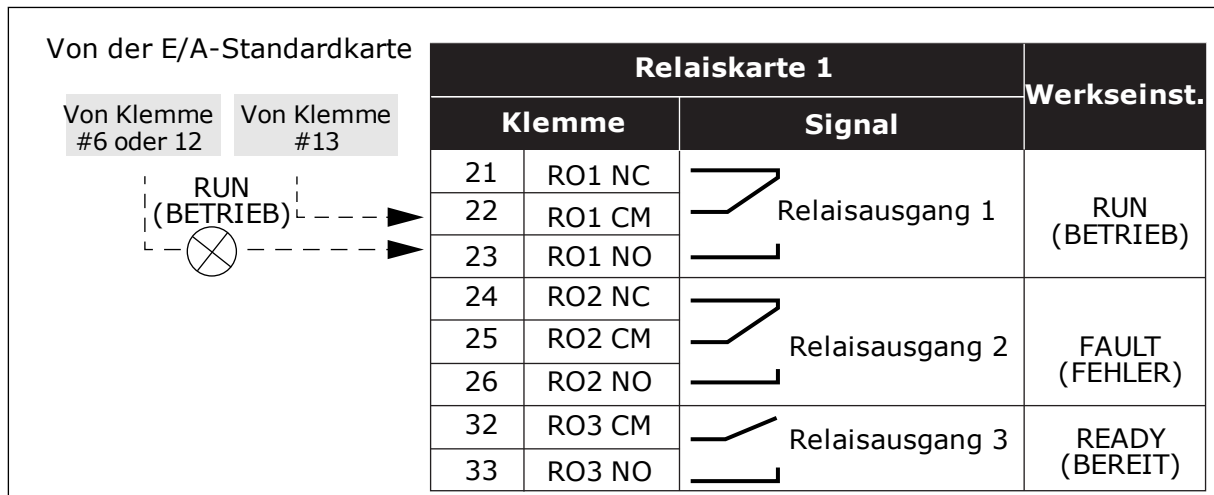 Von der E/A-Standardkarte
Von Klemme
#6 oder 12
Von Klemme
#13
RUN
(BETRIEB)
Relaiskarte 1
Werkseinst.
Klemme
Signal
21 RO1 NC
22 RO1 CM
23 RO1 NO
Relaisausgang 1
RUN
(BETRIEB)
24 RO2 NC
25 RO2 CM
26 RO2 NO
Relaisausgang 2
FAULT
(FEHLER)
32 RO3 CM
33 RO3 NO
Relaisausgang 3
READY
(BEREIT)